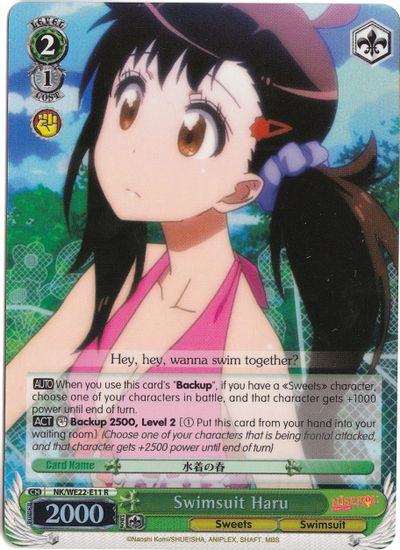 LEVEL
2
1
COST
Hey, hey, wanna swim together?
AUTO When you use this card's "Backup", if you have a «Sweets» character,
choose one of your characters in battle, and that character gets +1000
power until end of turn.
ACT Backup 2500, Level 2 [① Put this card from your hand into your
waiting room] (Choose one of your characters that is being frontal attacked,
and that character gets +2500 power until end of turn)
Card Name 水着の春
CH NK/WE22-E11 R
Swimsuit Haru
NISEKOI
POWER 2000
Sweets Swimsuit
©Naoshi Komi/SHUEISHA, ANIPLEX, SHAFT, MBS